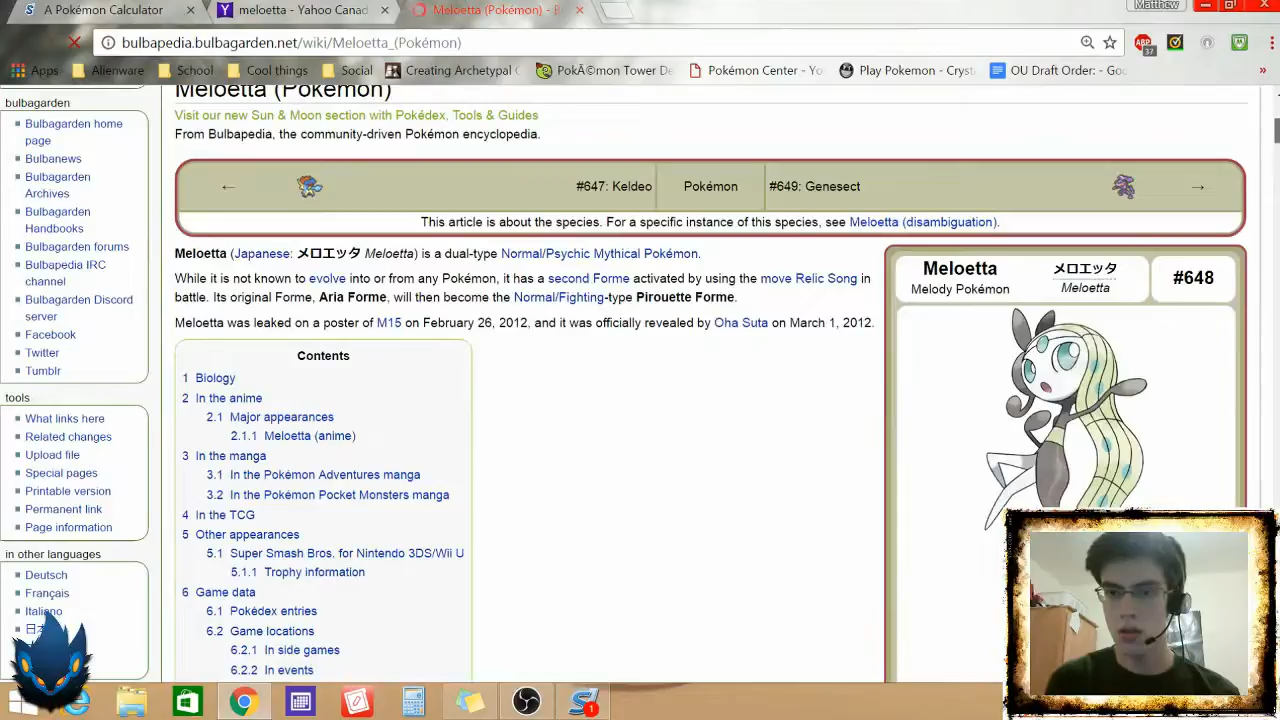 A Pokémon Calculator
meloetta - Yahoo Canad
Meloetta (Pokémon) - B
Matthew
bulbapedia.bulbagarden.net/wiki/Meloetta_(Pokémon)
37
Apps
Alienware
School
Cool things
Social
Creating Archetypal C
PokÃ©mon Tower De
Pokémon Center - Yo
Play Pokemon - Cryst
OU Draft Order: - Goo
»
bulbagarden
Bulbagarden home
page
Bulbanews
Bulbagarden
Archives
Bulbagarden
Handbooks
Bulbagarden forums
Bulbapedia IRC
channel
Bulbagarden Discord
server
Facebook
Twitter
Tumblr
tools
What links here
Related changes
Upload file
Special pages
Printable version
Permanent link
Page information
in other languages
Deutsch
Français
Italiano
Meloetta (Pokémon)
Visit our new Sun & Moon section with Pokédex, Tools & Guides
From Bulbapedia, the community-driven Pokémon encyclopedia.
← #647: Keldeo Pokémon #649: Genesect →
This article is about the species. For a specific instance of this species, see Meloetta (disambiguation).
Meloetta (Japanese: メロエッタ Meloetta) is a dual-type Normal/Psychic Mythical Pokémon.
While it is not known to evolve into or from any Pokémon, it has a second Forme activated by using the move Relic Song in
battle. Its original Forme, Aria Forme, will then become the Normal/Fighting-type Pirouette Forme.
Meloetta was leaked on a poster of M15 on February 26, 2012, and it was officially revealed by Oha Suta on March 1, 2012.
Contents
1 Biology
2 In the anime
2.1 Major appearances
2.1.1 Meloetta (anime)
3 In the manga
3.1 In the Pokémon Adventures manga
3.2 In the Pokémon Pocket Monsters manga
4 In the TCG
5 Other appearances
5.1 Super Smash Bros. for Nintendo 3DS/Wii U
5.1.1 Trophy information
6 Game data
6.1 Pokédex entries
6.2 Game locations
6.2.1 In side games
6.2.2 In events
Meloetta
Melody Pokémon
メロエッタ
Meloetta
#648
1